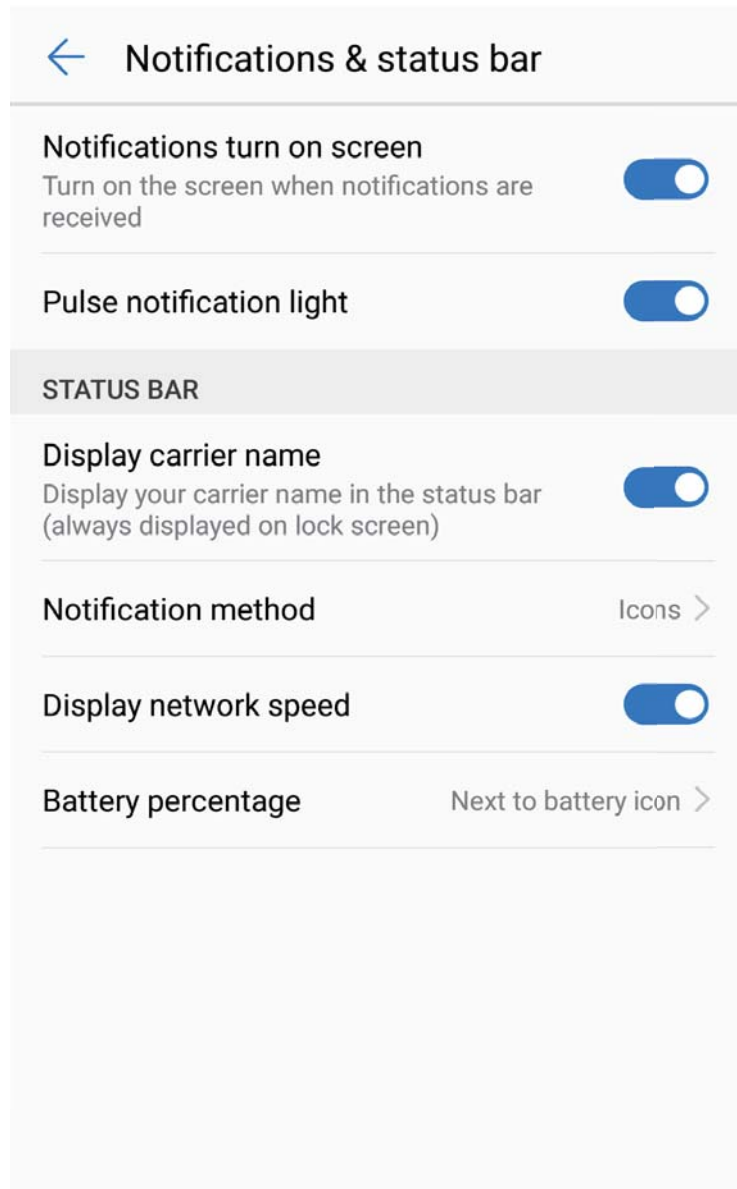 Notifications & status bar
Notifications turn on screen
Turn on the screen when notifications are
received
Pulse notification light
STATUS BAR
Display carrier name
Display your carrier name in the status bar
(always displayed on lock screen)
Notification method Icons
Display network speed
Battery percentage Next to battery icon